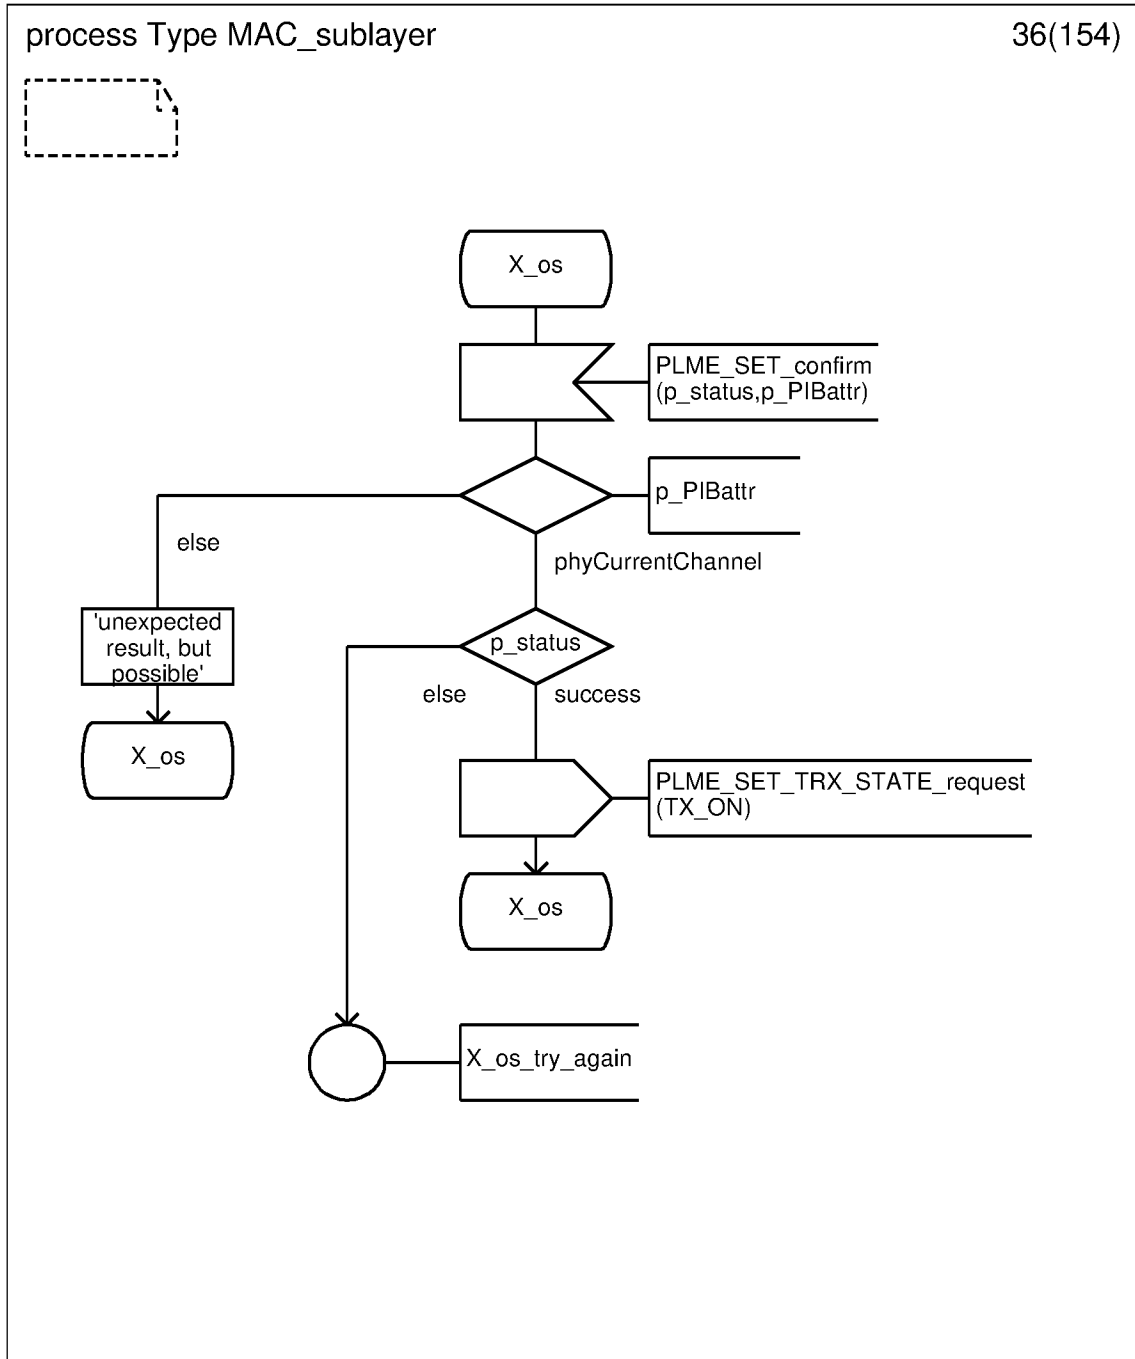 process Type MAC_sublayer
36(154)
X_os
PLME_SET_confirm
(p_status,p_PIBattr)
p_PIBattr
else
phyCurrentChannel
'unexpected
result, but
possible'
p_status
else
success
X_os
PLME_SET_TRX_STATE_request
(TX_ON)
X_os
X_os_try_again